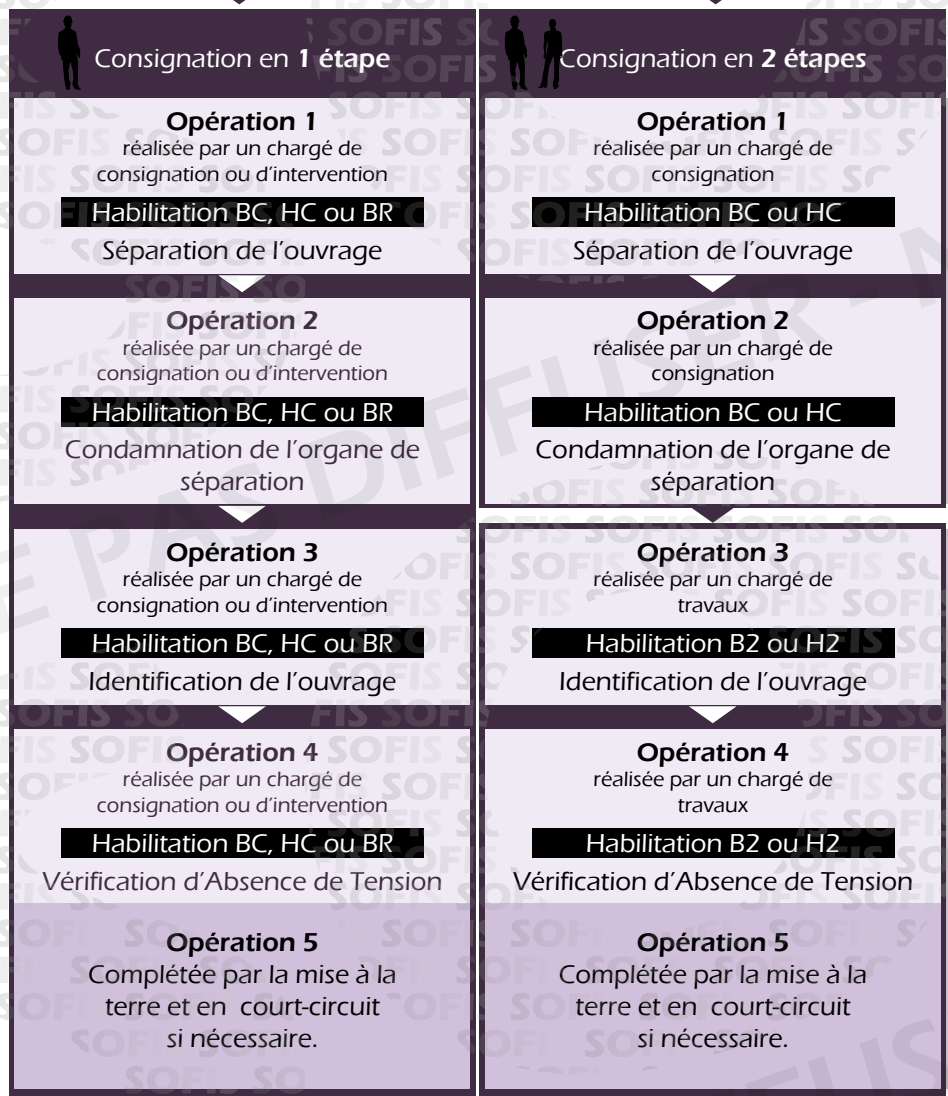 Consignation en 1 étape
Opération 1
réalisée par un chargé de
consignation ou d'intervention
Habilitation BC, HC ou BR
Séparation de l'ouvrage
Opération 2
réalisée par un chargé de
consignation ou d'intervention
Habilitation BC, HC ou BR
Condamnation de l'organe de
séparation
Opération 3
réalisée par un chargé de
consignation ou d'intervention
Habilitation BC, HC ou BR
Identification de l'ouvrage
Opération 4
réalisée par un chargé de
consignation ou d'intervention
Habilitation BC, HC ou BR
Vérification d'Absence de Tension
Opération 5
Complétée par la mise à la
terre et en court-circuit
si nécessaire.
Consignation en 2 étapes
Opération 1
réalisée par un chargé de
consignation
Habilitation BC ou HC
Séparation de l'ouvrage
Opération 2
réalisée par un chargé de
consignation
Habilitation BC ou HC
Condamnation de l'organe de
séparation
Opération 3
réalisée par un chargé de
travaux
Habilitation B2 ou H2
Identification de l'ouvrage
Opération 4
réalisée par un chargé de
travaux
Habilitation B2 ou H2
Vérification d'Absence de Tension
Opération 5
Complétée par la mise à la
terre et en court-circuit
si nécessaire.
PAS DIFFUSER